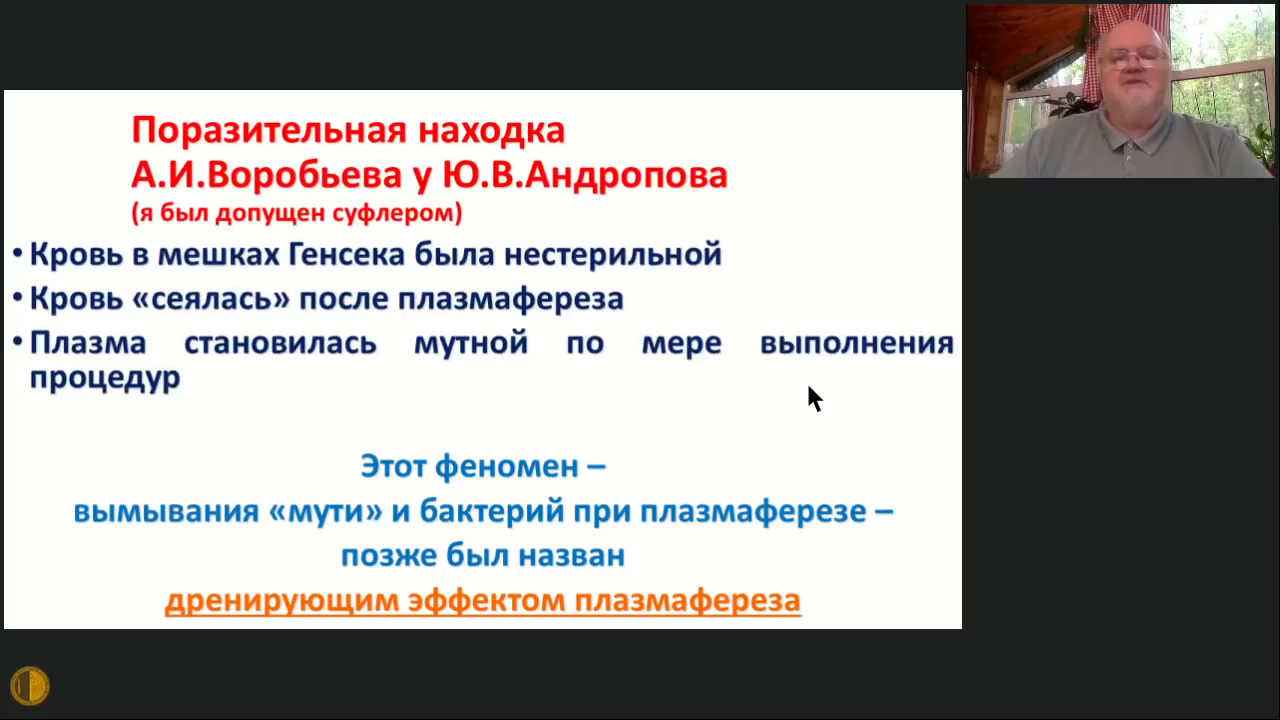 Поразительная находка
А.И.Воробьева у Ю.В.Андропова
(я был допущен суфлером)
• Кровь в мешках Генсека была нестерильной
• Кровь «сеялась» после плазмафереза
• Плазма становилась мутной по мере выполнения
процедур
Этот феномен –
вымывания «мути» и бактерий при плазмаферезе –
позже был назван
дренирующим эффектом плазмафереза